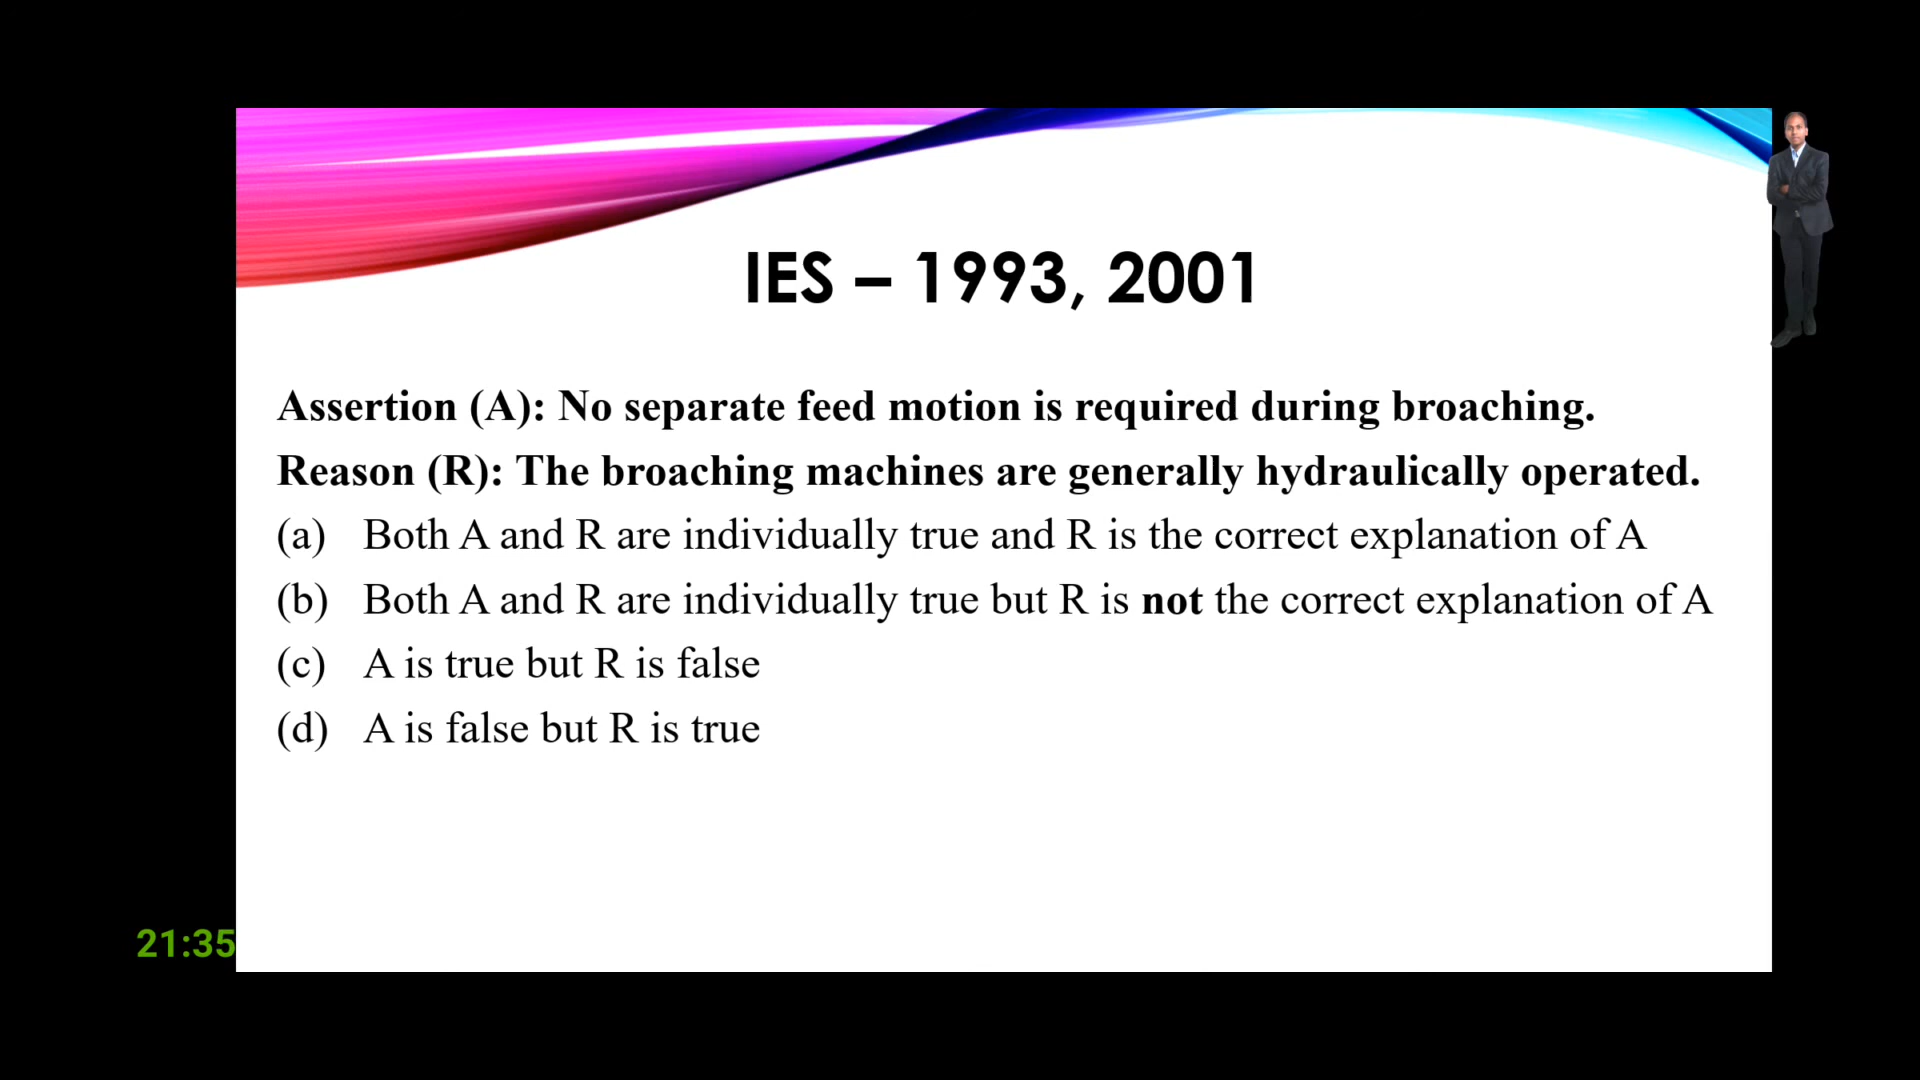 IES – 1993, 2001
Assertion (A): No separate feed motion is required during broaching.
Reason (R): The broaching machines are generally hydraulically operated.
(a) Both A and R are individually true and R is the correct explanation of A
(b) Both A and R are individually true but R is not the correct explanation of A
(c) A is true but R is false
(d) A is false but R is true
21:35